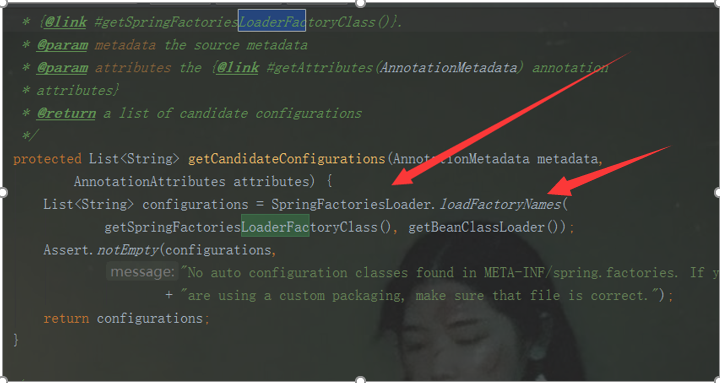 * {@link #getSpringFactoriesLoaderFactoryClass()}.
* @param metadata the source metadata
* @param attributes the {@link #getAttributes(AnnotationMetadata) annotation
* attributes}
* @return a list of candidate configurations
*/
protected List<String> getCandidateConfigurations(AnnotationMetadata metadata,
AnnotationAttributes attributes) {
List<String> configurations = SpringFactoriesLoader.loadFactoryNames(
getSpringFactoriesLoaderFactoryClass(), getBeanClassLoader());
Assert.notEmpty(configurations,
message: "No auto configuration classes found in META-INF/spring.factories. If y
+ "are using a custom packaging, make sure that file is correct.");
return configurations;
}